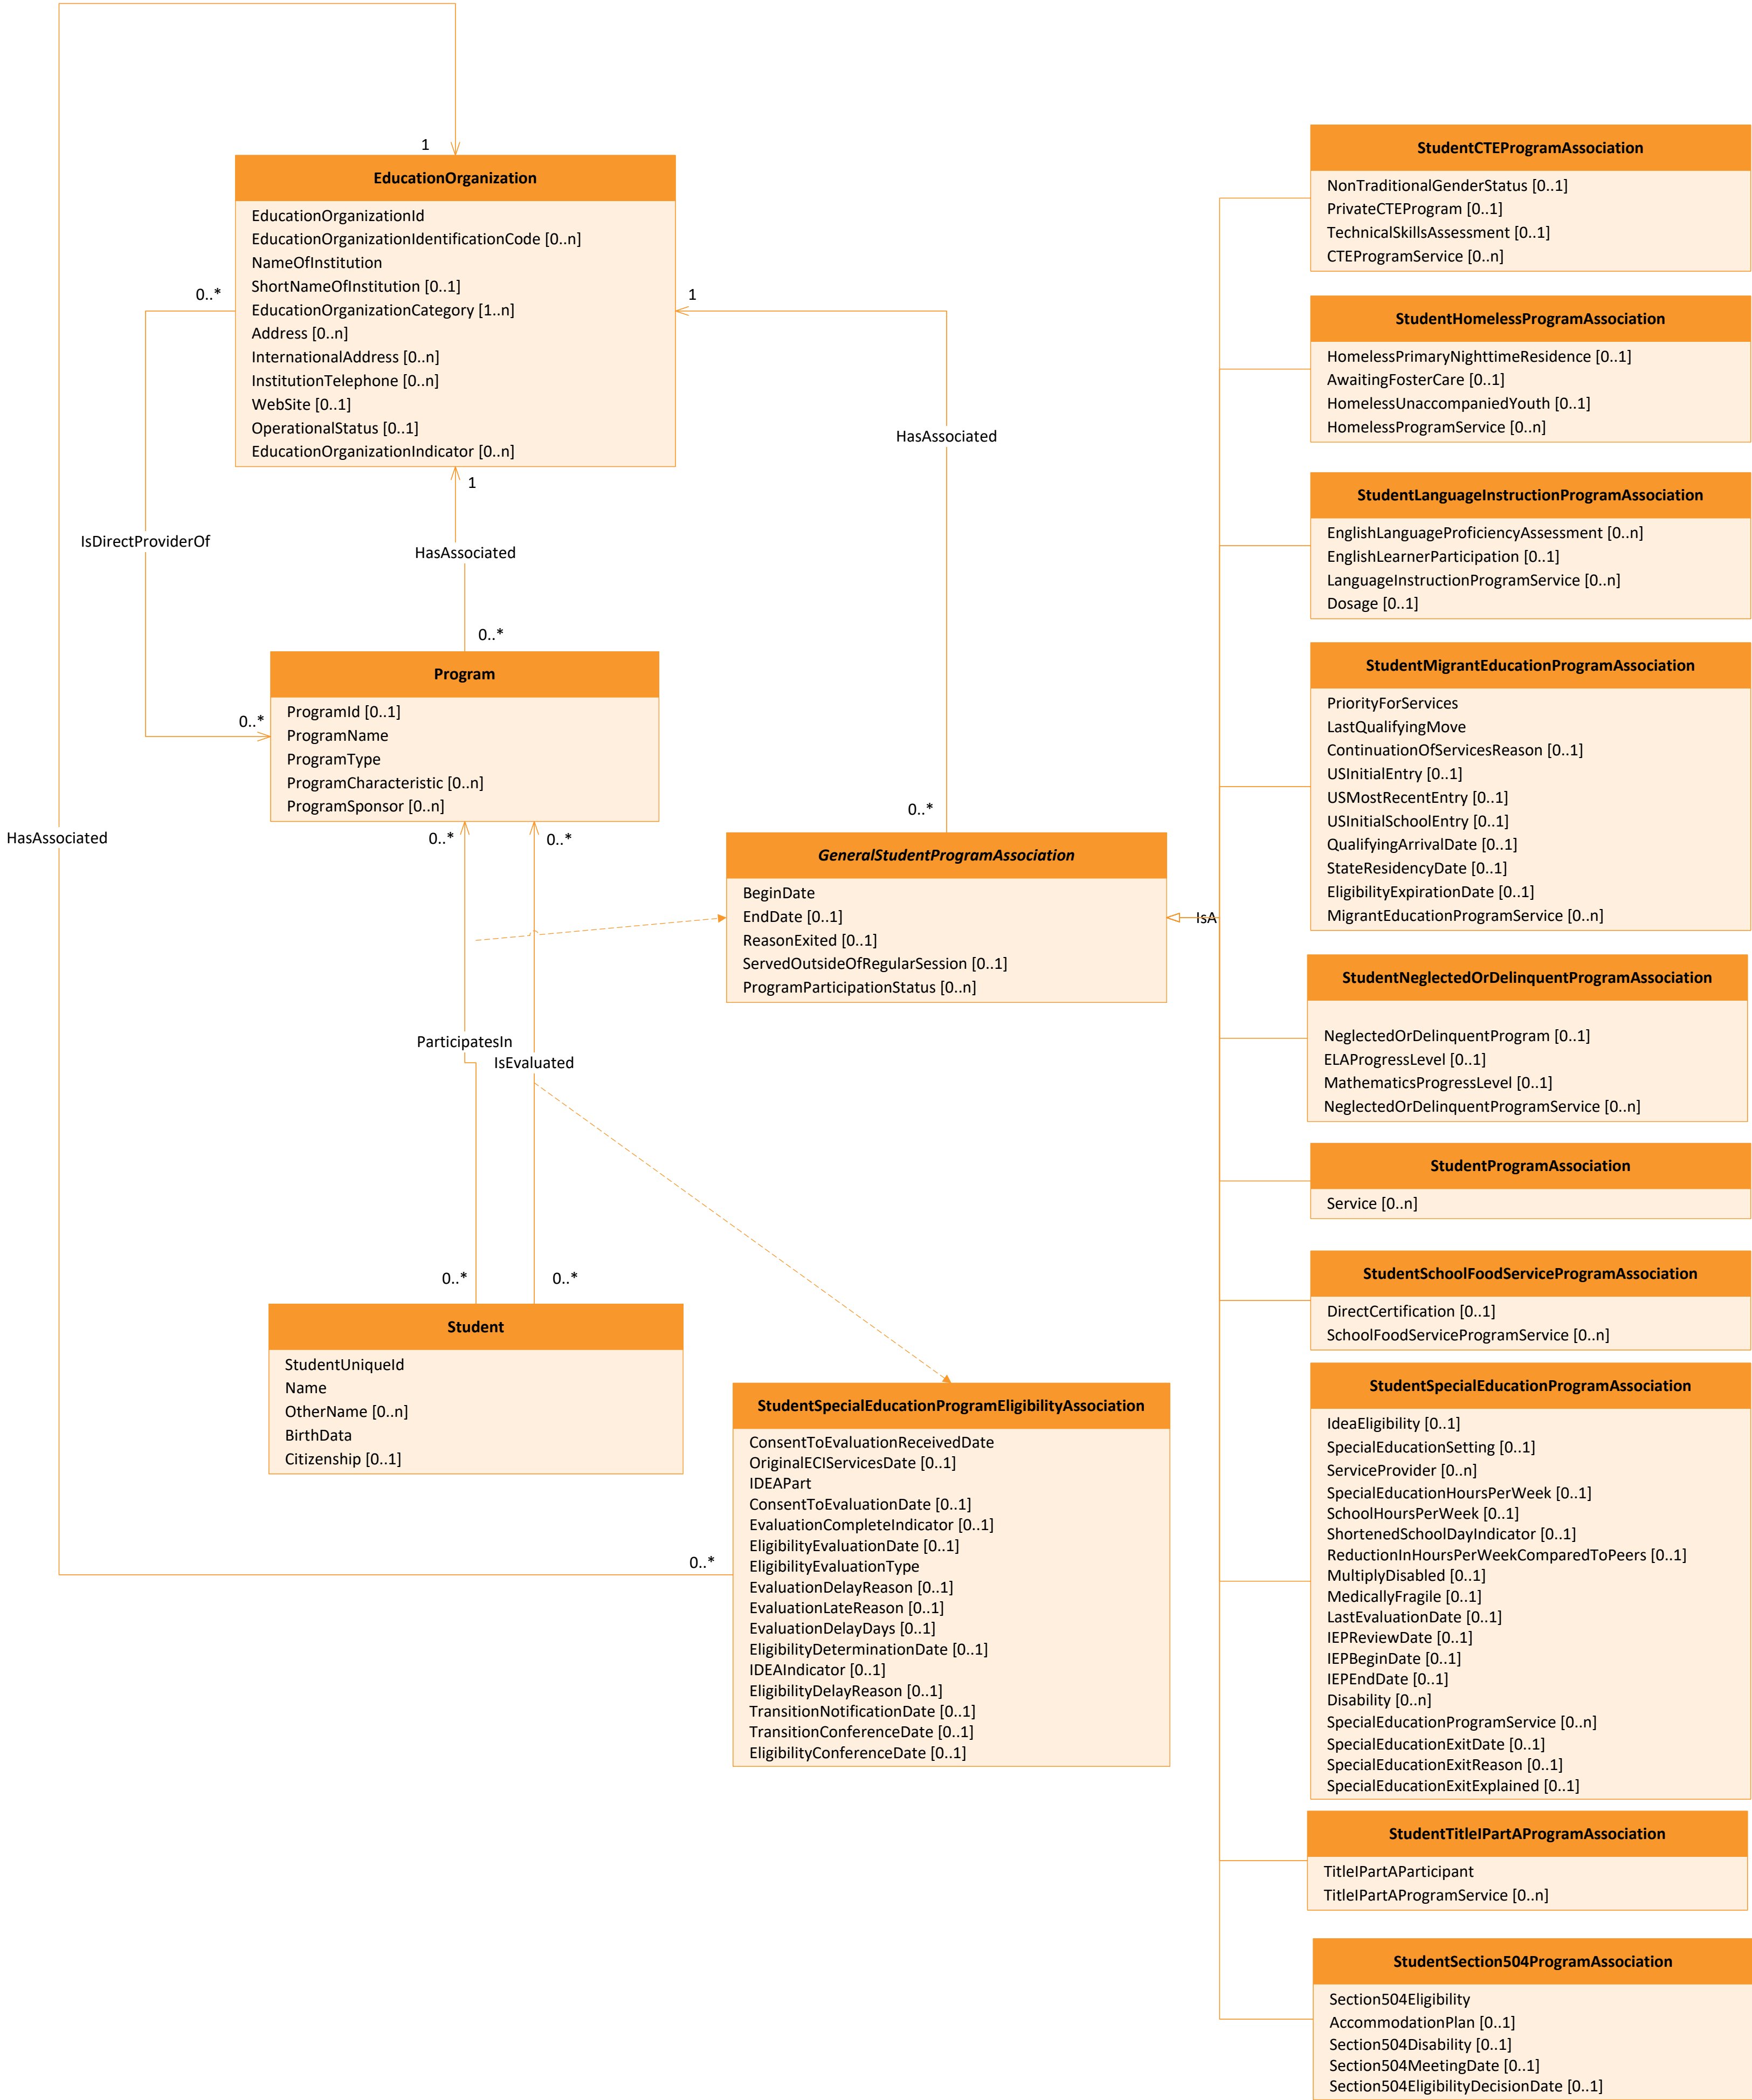 1
EducationOrganization
EducationOrganizationId
EducationOrganizationIdentificationCode [0..n]
NameOfInstitution
ShortNameOfInstitution [0..1]
EducationOrganizationCategory [1..n]
Address [0..n]
InternationalAddress [0..n]
InstitutionTelephone [0..n]
WebSite [0..1]
OperationalStatus [0..1]
EducationOrganizationIndicator [0..n]
0..*
1
HasAssociated
1
IsDirectProviderOf
HasAssociated
0..*
Program
ProgramId [0..1]
ProgramName
ProgramType
ProgramCharacteristic [0..n]
ProgramSponsor [0..n]
0..*
HasAssociated
0..*
0..*
0..*
GeneralStudentProgramAssociation
BeginDate
EndDate [0..1]
ReasonExited [0..1]
ServedOutsideOfRegularSession [0..1]
ProgramParticipationStatus [0..n]
IsA
ParticipatesIn
IsEvaluated
0..*
0..*
Student
StudentUniqueId
Name
OtherName [0..n]
BirthData
Citizenship [0..1]
0..*
StudentSpecialEducationProgramEligibilityAssociation
ConsentToEvaluationReceivedDate
OriginalECIServicesDate [0..1]
IDEAPart
ConsentToEvaluationDate [0..1]
EvaluationCompleteIndicator [0..1]
EligibilityEvaluationDate [0..1]
EligibilityEvaluationType
EvaluationDelayReason [0..1]
EvaluationLateReason [0..1]
EvaluationDelayDays [0..1]
EligibilityDeterminationDate [0..1]
IDEAIndicator [0..1]
EligibilityDelayReason [0..1]
TransitionNotificationDate [0..1]
TransitionConferenceDate [0..1]
EligibilityConferenceDate [0..1]
StudentCTEProgramAssociation
NonTraditionalGenderStatus [0..1]
PrivateCTEProgram [0..1]
TechnicalSkillsAssessment [0..1]
CTEProgramService [0..n]
StudentHomelessProgramAssociation
HomelessPrimaryNighttimeResidence [0..1]
AwaitingFosterCare [0..1]
HomelessUnaccompaniedYouth [0..1]
HomelessProgramService [0..n]
StudentLanguageInstructionProgramAssociation
EnglishLanguageProficiencyAssessment [0..n]
EnglishLearnerParticipation [0..1]
LanguageInstructionProgramService [0..n]
Dosage [0..1]
StudentMigrantEducationProgramAssociation
PriorityForServices
LastQualifyingMove
ContinuationOfServicesReason [0..1]
USInitialEntry [0..1]
USMostRecentEntry [0..1]
USInitialSchoolEntry [0..1]
QualifyingArrivalDate [0..1]
StateResidencyDate [0..1]
EligibilityExpirationDate [0..1]
MigrantEducationProgramService [0..n]
StudentNeglectedOrDelinquentProgramAssociation
NeglectedOrDelinquentProgram [0..1]
ELAProgressLevel [0..1]
MathematicsProgressLevel [0..1]
NeglectedOrDelinquentProgramService [0..n]
StudentProgramAssociation
Service [0..n]
StudentSchoolFoodServiceProgramAssociation
DirectCertification [0..1]
SchoolFoodServiceProgramService [0..n]
StudentSpecialEducationProgramAssociation
IdeaEligibility [0..1]
SpecialEducationSetting [0..1]
ServiceProvider [0..n]
SpecialEducationHoursPerWeek [0..1]
SchoolHoursPerWeek [0..1]
ShortenedSchoolDayIndicator [0..1]
ReductionInHoursPerWeekComparedToPeers [0..1]
MultiplyDisabled [0..1]
MedicallyFragile [0..1]
LastEvaluationDate [0..1]
IEPReviewDate [0..1]
IEPBeginDate [0..1]
IEPEndDate [0..1]
Disability [0..n]
SpecialEducationProgramService [0..n]
SpecialEducationExitDate [0..1]
SpecialEducationExitReason [0..1]
SpecialEducationExitExplained [0..1]
StudentTitleIPartAProgramAssociation
TitleIPartAParticipant
TitleIPartAProgramService [0..n]
StudentSection504ProgramAssociation
Section504Eligibility
AccommodationPlan [0..1]
Section504Disability [0..1]
Section504MeetingDate [0..1]
Section504EligibilityDecisionDate [0..1]